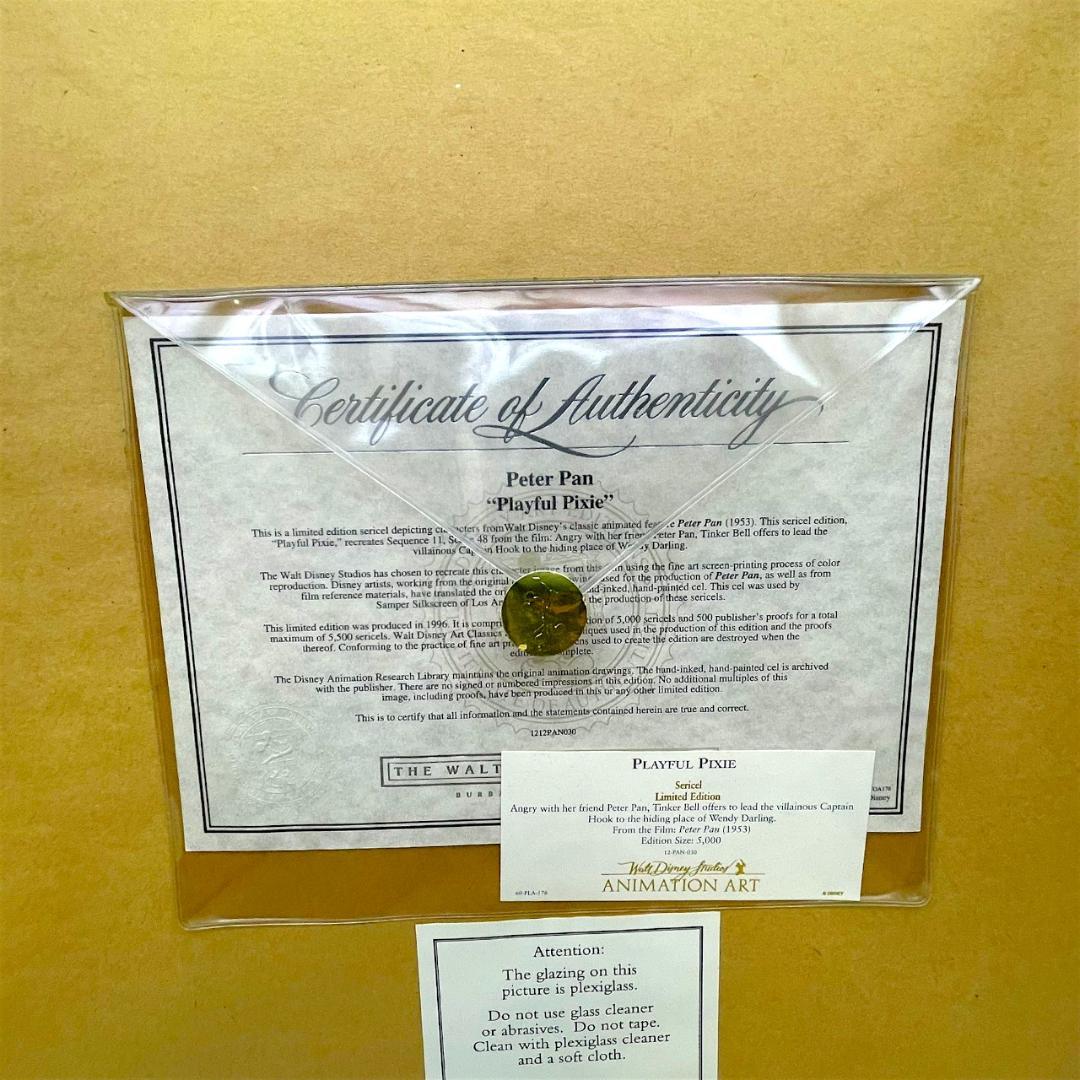 Certificate of Authenticity
Peter Pan
“Playful Pixie”
This is a limited edition sericel depicting from Walt Disney’s classic animated Peter Pan (1953). This sericel edition,
“Playful Pixie,” recreates Sequence 11, 48 from the film: Angry with her friend Peter Pan, Tinker Bell offers to lead the
villainous Hook to the hiding place of Darling.
The Walt Disney Studios has chosen to recreate this image from this using the fine art screen-printing process of color
reproduction. Disney artists, working from the original used for the production of Peter Pan, as well as from
film reference materials, have translated the hand-painted cel. This cel was used by
Samper Silkscreen of Los the production of these sericels.
This limited edition was produced in 1996. It is of 5,000 sericels and 500 publisher’s proofs for a total
maximum of 5,500 sericels. Walt Disney Art Classics used in the production of this edition and the proofs
thereof. Conforming to the practice of fine art used to create the edition are destroyed when the
The Disney Animation Research Library maintains the original animation drawings. The hand-inked, hand-painted cel is archived
with the publisher. There are no signed or numbered impressions in this edition. No additional multiples of this
image, including proofs, have been produced in this or any other limited edition.
This is to certify that all information and the statements contained herein are true and correct.
1212PAN030
THE WALT
PLAYFUL PIXIE
Sericel
Limited Edition
Angry with her friend Peter Pan, Tinker Bell offers to lead the villainous Captain
Hook to the hiding place of Wendy Darling.
From the Film: Peter Pan (1953)
Edition Size: 5,000
12-PAN-030
Walt Disney Studios
ANIMATION ART
60-PLA-170
© DISNEY
Attention:
The glazing on this
picture is plexiglass.
Do not use glass cleaner
or abrasives. Do not tape.
Clean with plexiglass cleaner
and a soft cloth.